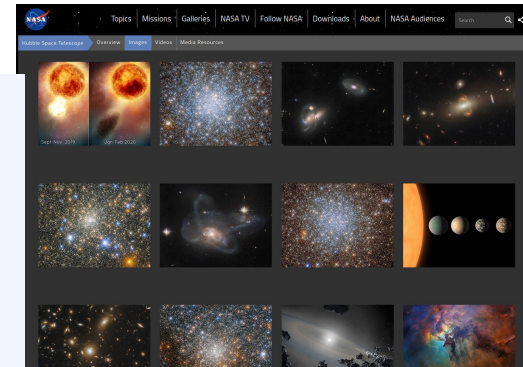 NASA
Topics Missions Galleries NASA TV Follow NASA Downloads About NASA Audiences Search
Hubble Space Telescope Overview Images Videos Media Resources
Sept-Nov 2019 Jan-Feb 2020